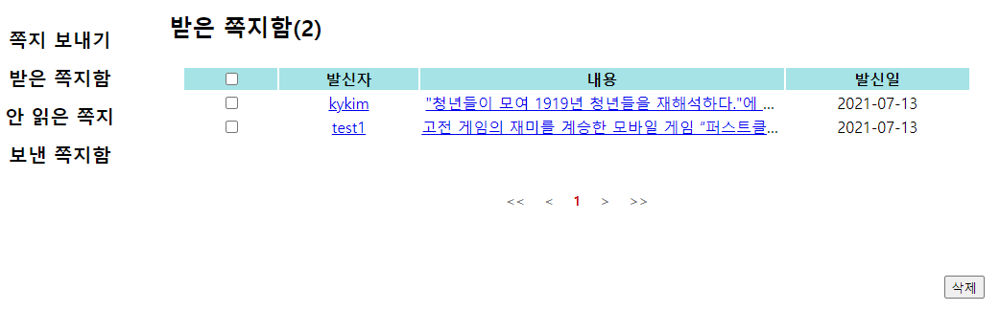 쪽지 보내기
받은 쪽지함
안 읽은 쪽지
보낸 쪽지함
받은 쪽지함(2)
발신자 내용 발신일
kykim "청년들이 모여 1919년 청년들을 재해석하다."에 ... 2021-07-13
test1 고전 게임의 재미를 계승한 모바일 게임 “퍼스트클... 2021-07-13
<< < 1 > >>
삭제